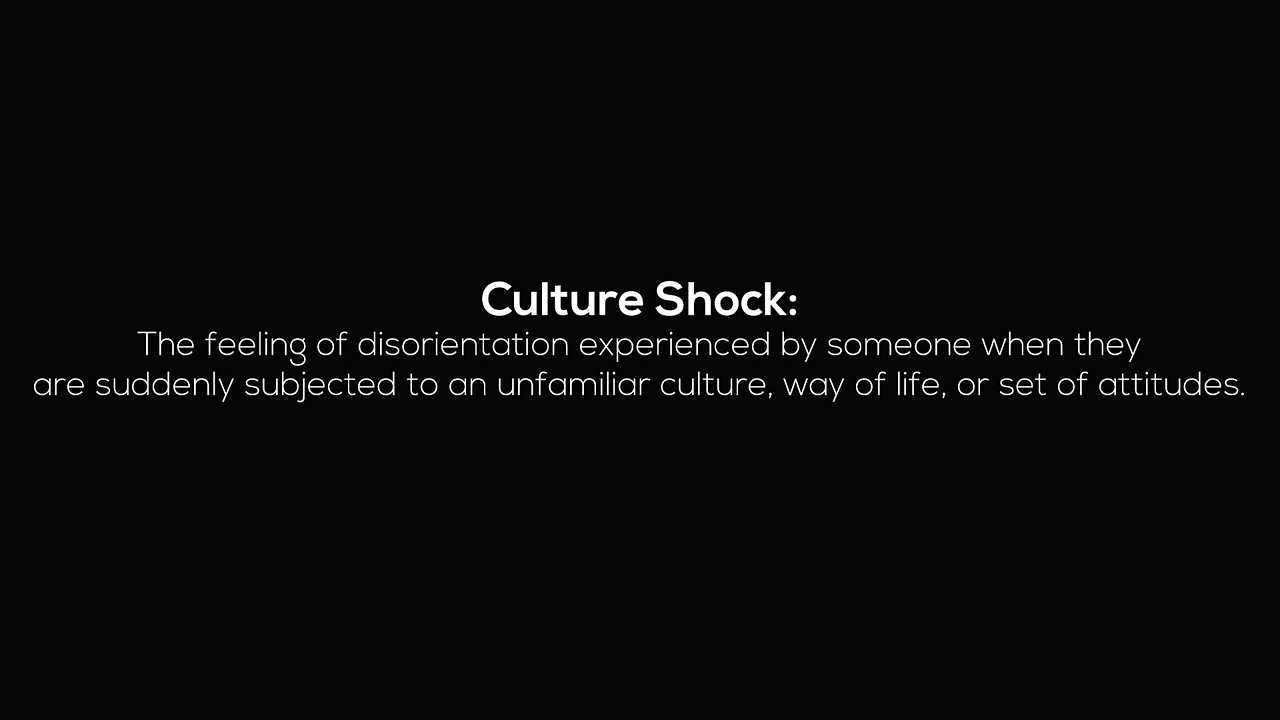 Culture Shock:
The feeling of disorientation experienced by someone when they
are suddenly subjected to an unfamiliar culture, way of life, or set of attitudes.